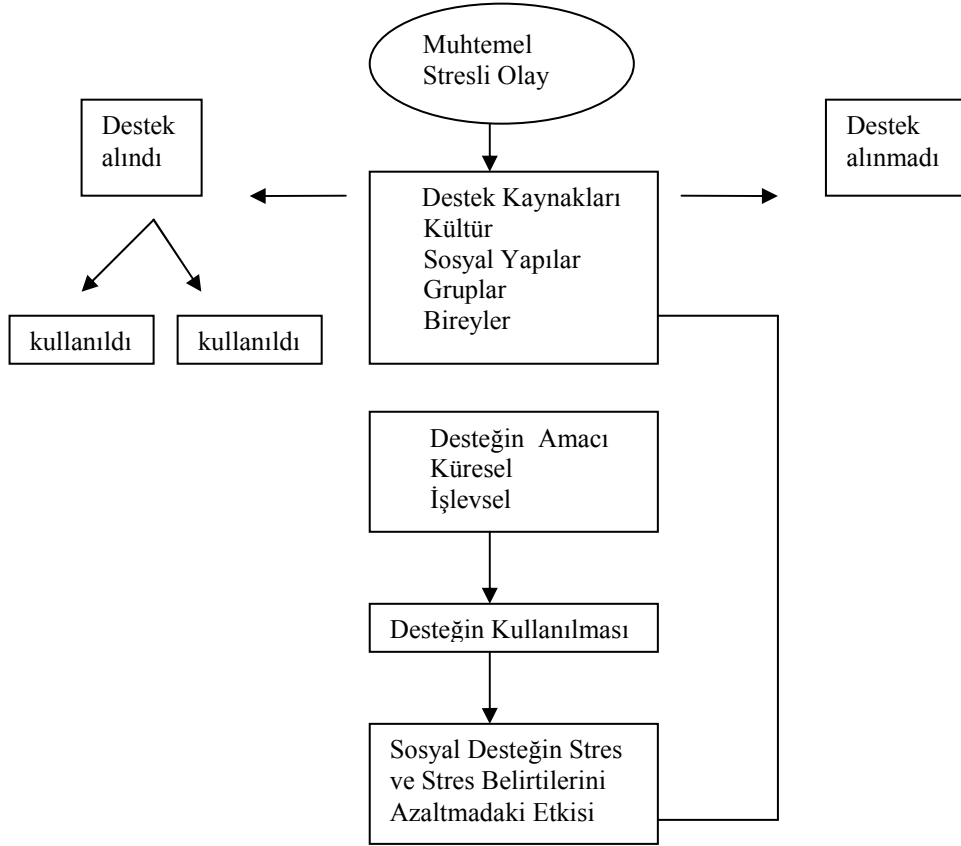 Muhtemel
Stresli Olay
Destek
alındı
Destek
alınmadı
Destek Kaynakları
Kültür
Sosyal Yapılar
Gruplar
Bireyler
kullanıldı
kullanıldı
Desteğin Amacı
Küresel
İşlevsel
Desteğin Kullanılması
Sosyal Desteğin Stres
ve Stres Belirtilerini
Azaltmadaki Etkisi